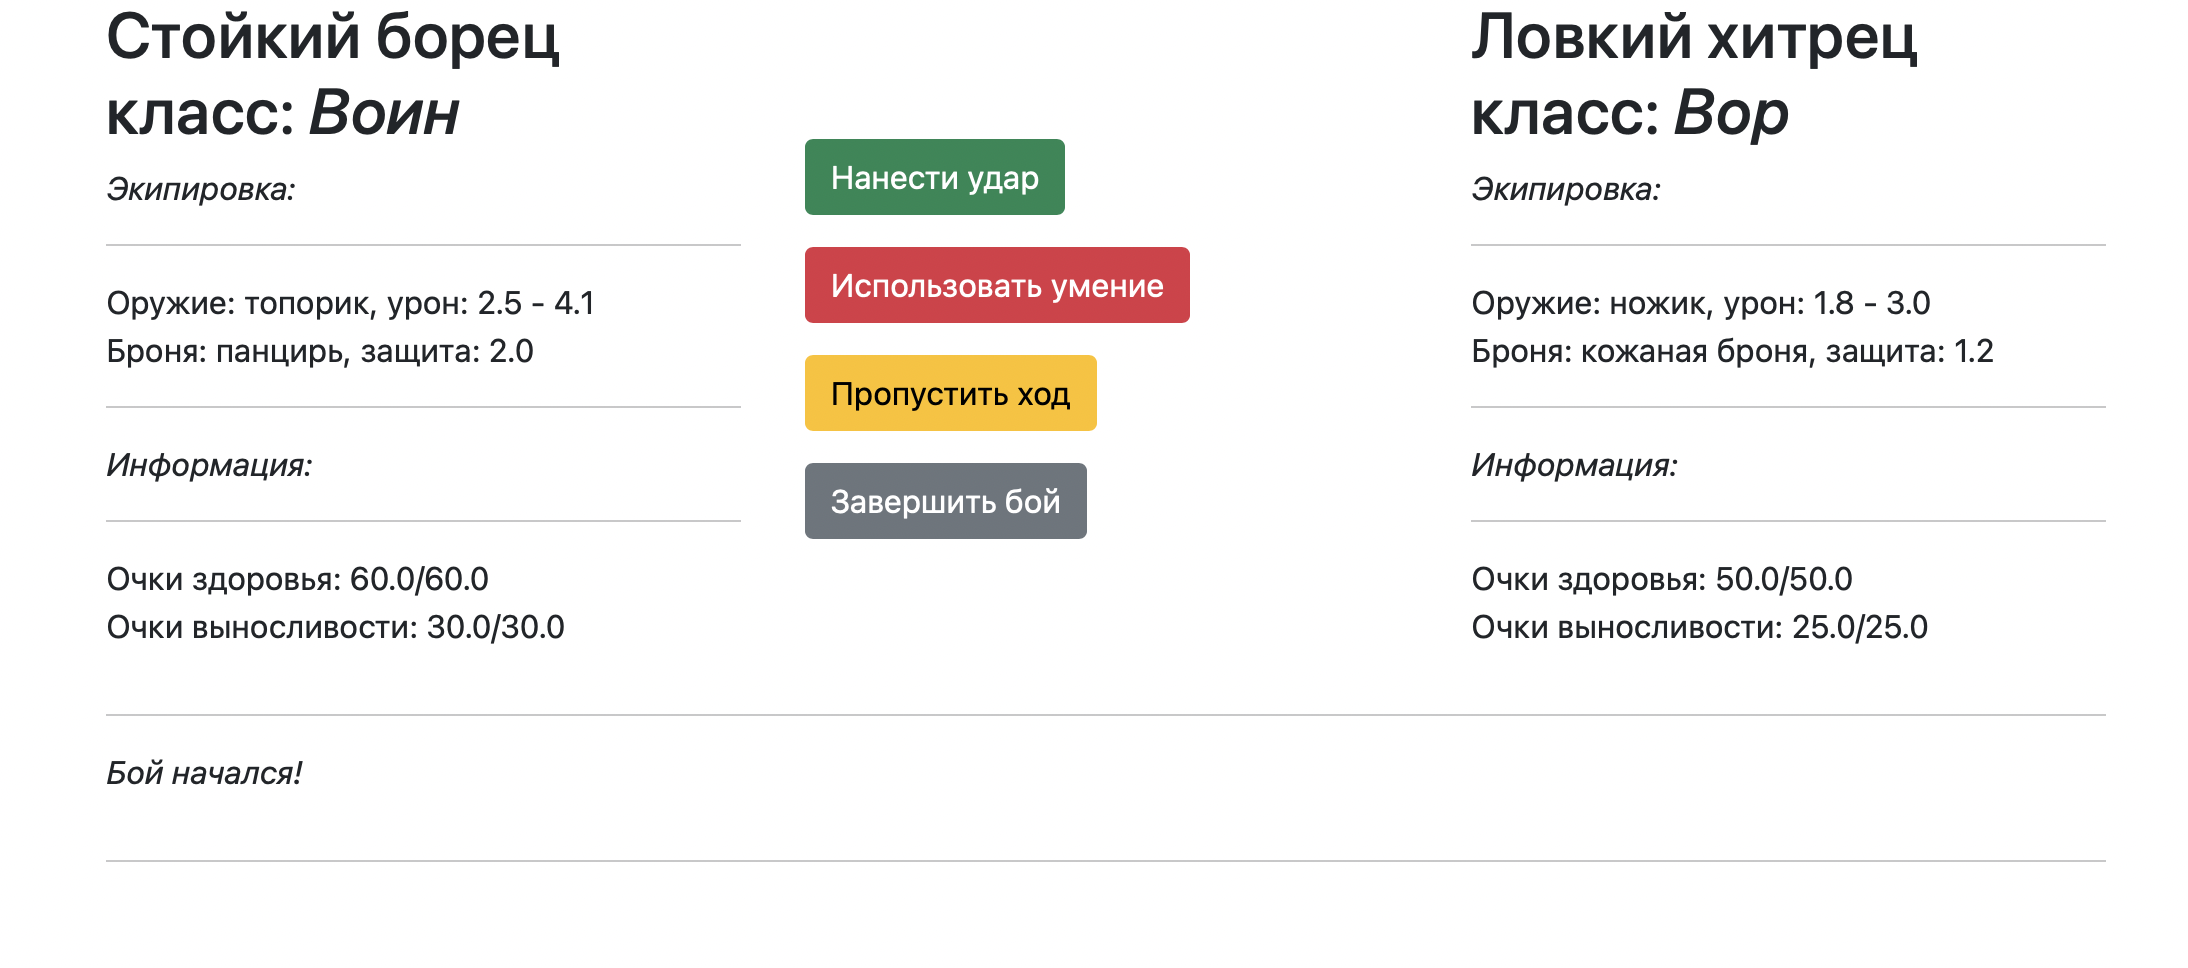 Стойкий борец
класс: Воин
Экипировка:
Оружие: топорик, урон: 2.5 - 4.1
Броня: панцирь, защита: 2.0
Информация:
Очки здоровья: 60.0/60.0
Очки выносливости: 30.0/30.0
Нанести удар
Использовать умение
Пропустить ход
Завершить бой
Ловкий хитрец
класс: Вор
Экипировка:
Оружие: ножик, урон: 1.8 - 3.0
Броня: кожаная броня, защита: 1.2
Информация:
Очки здоровья: 50.0/50.0
Очки выносливости: 25.0/25.0
Бой начался!